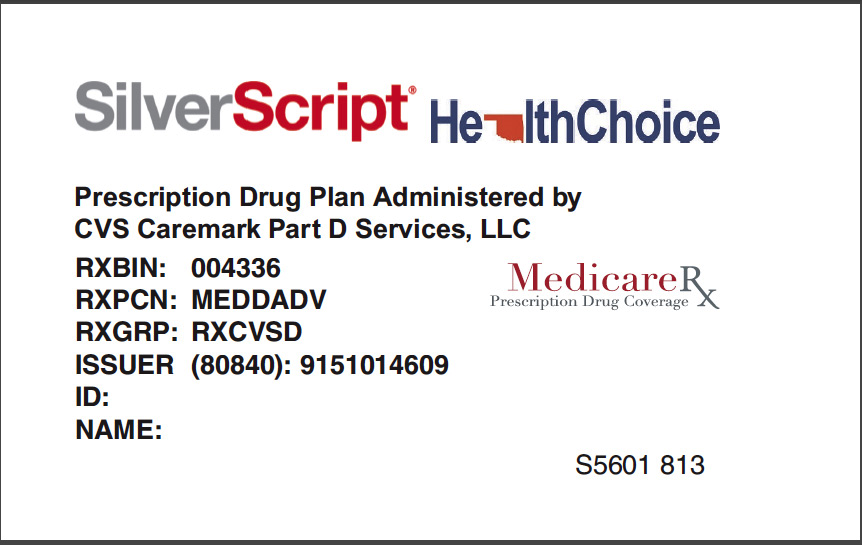 SilverScript®
HealthChoice
Prescription Drug Plan Administered by
CVS Caremark Part D Services, LLC
RXBIN: 004336
RXPCN: MEDDADV
RXGRP: RXCVSD
ISSUER (80840): 9151014609
ID:
NAME:
MedicareRx
Prescription Drug Coverage
S5601 813